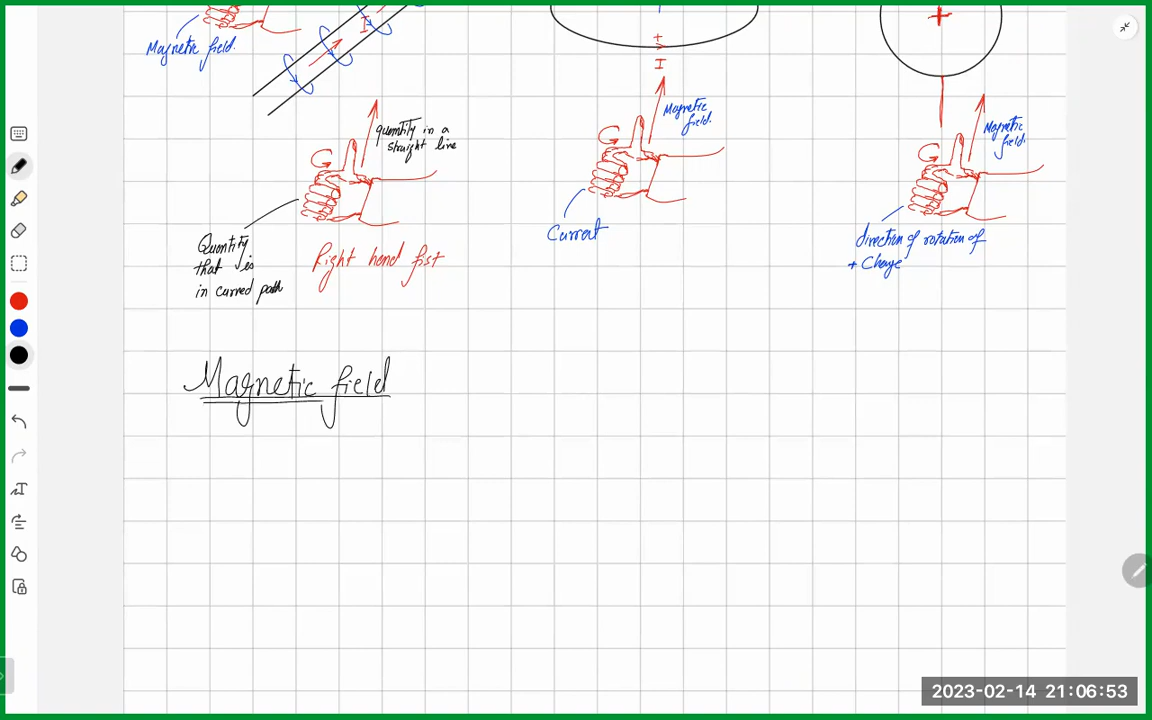 Magnetic field.
I
+
I
+
quantity in a
straight line
Magnetic
field.
Magnetic
field.
Quantity
that is
in curved path
Right hand fist
Current
direction of rotation of
+ Charge
Magnetic field
2023-02-14 21:06:53